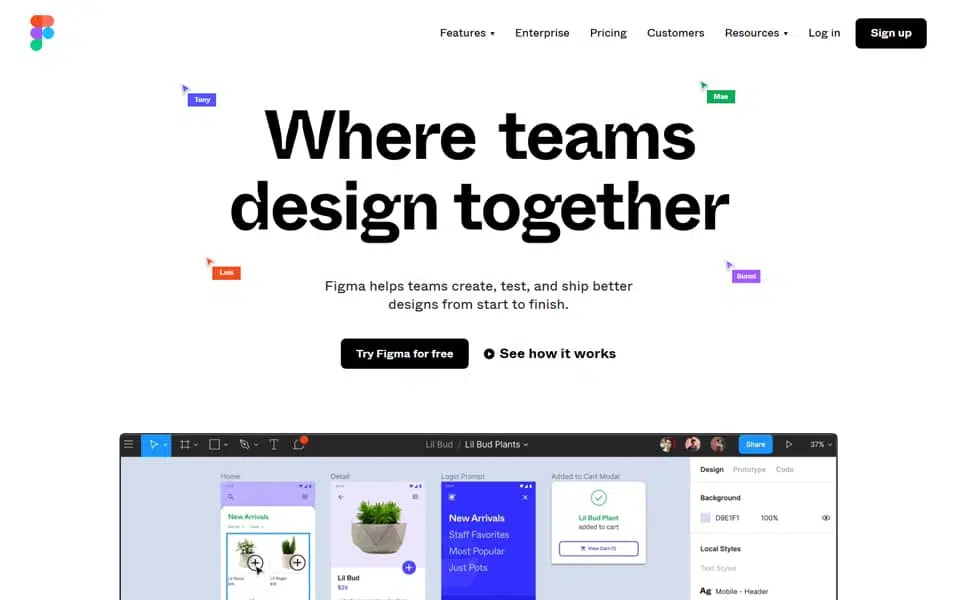 Features ▾ Enterprise Pricing Customers Resources ▾ Log in Sign up
Tony
Mae
Where teams
design together
Luis
Figma helps teams create, test, and ship better
designs from start to finish.
Try Figma for free
See how it works
Lil Bud / Lil Bud Plants
Share
37%
Home
Detail
Login Prompt
Added to Cart Modal
Design Prototype Code
New Arrivals
New Arrivals
Staff Favorites
Most Popular
Just Pots
Lil Bud Plant
added to cart
View Cart (1)
Background
D9E1F1 100%
Local Styles
Text Styles
Ag Mobile - Header
Lil Bud